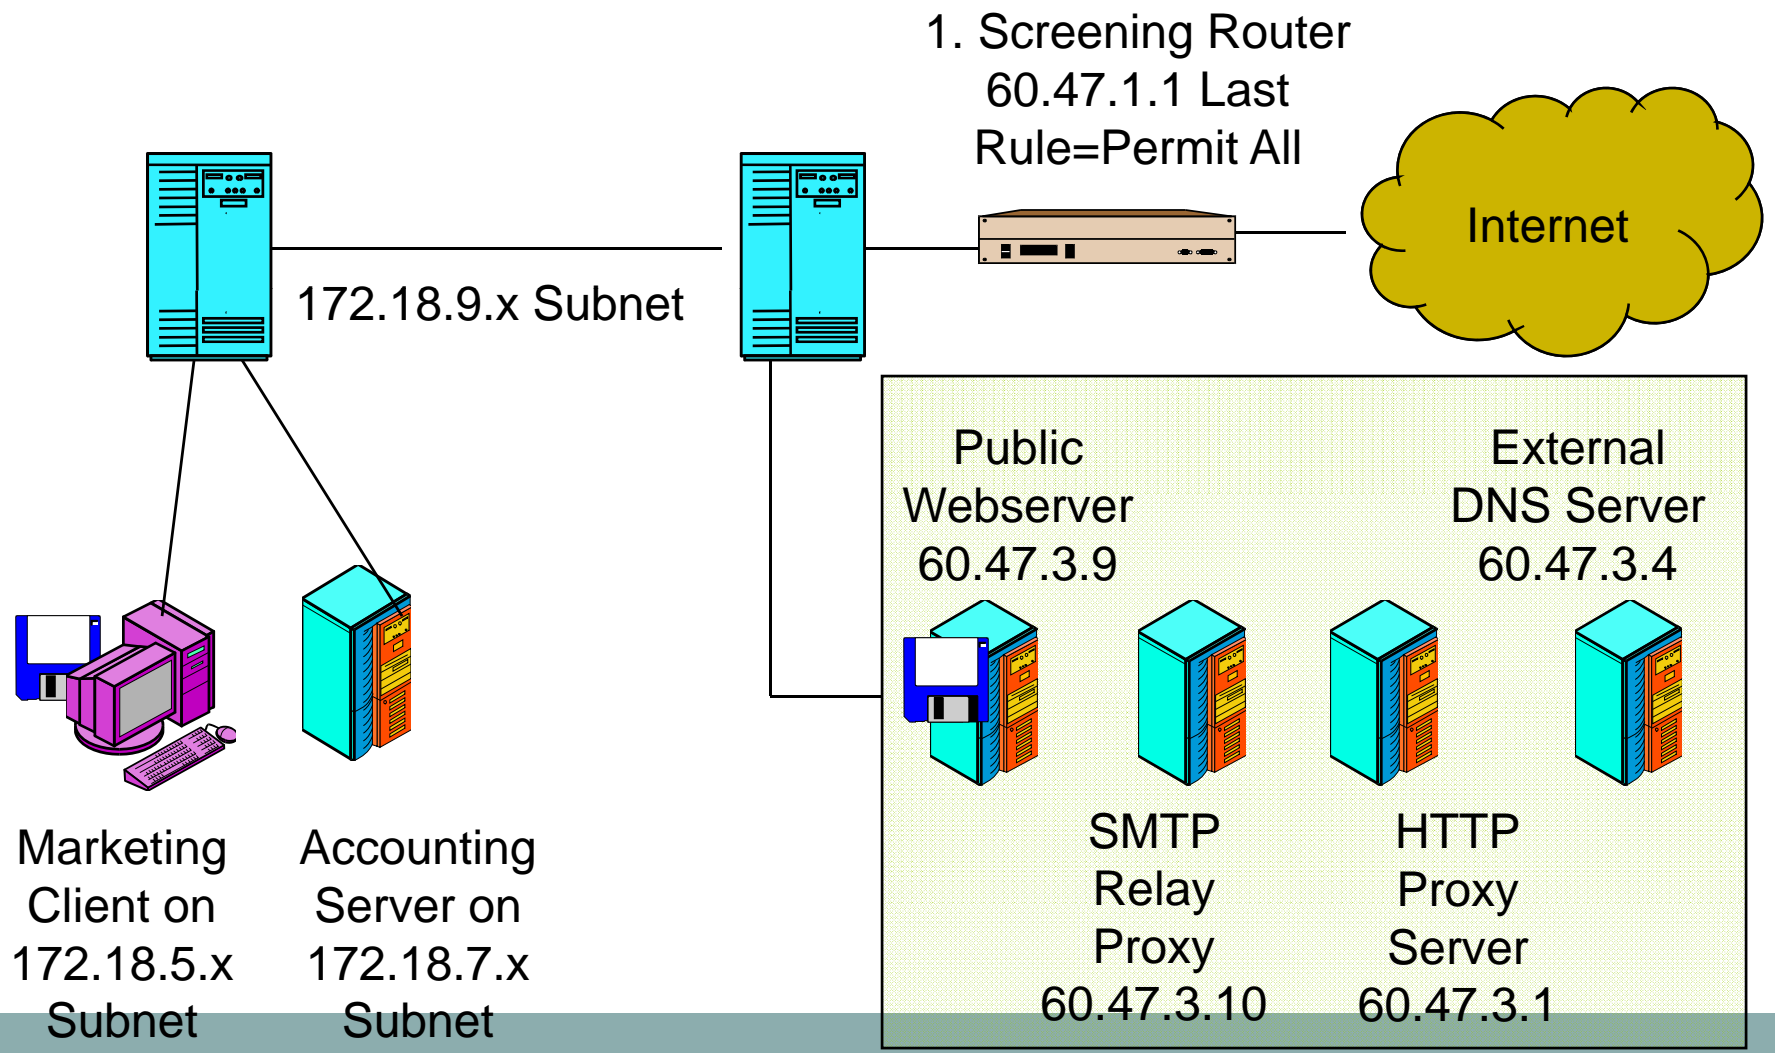 1. Screening Router
60.47.1.1 Last
Rule=Permit All
Internet
172.18.9.x Subnet
Public
Webserver
60.47.3.9
External
DNS Server
60.47.3.4
Marketing
Client on
172.18.5.x
Subnet
Accounting
Server on
172.18.7.x
Subnet
SMTP
Relay
Proxy
60.47.3.10
HTTP
Proxy
Server
60.47.3.1